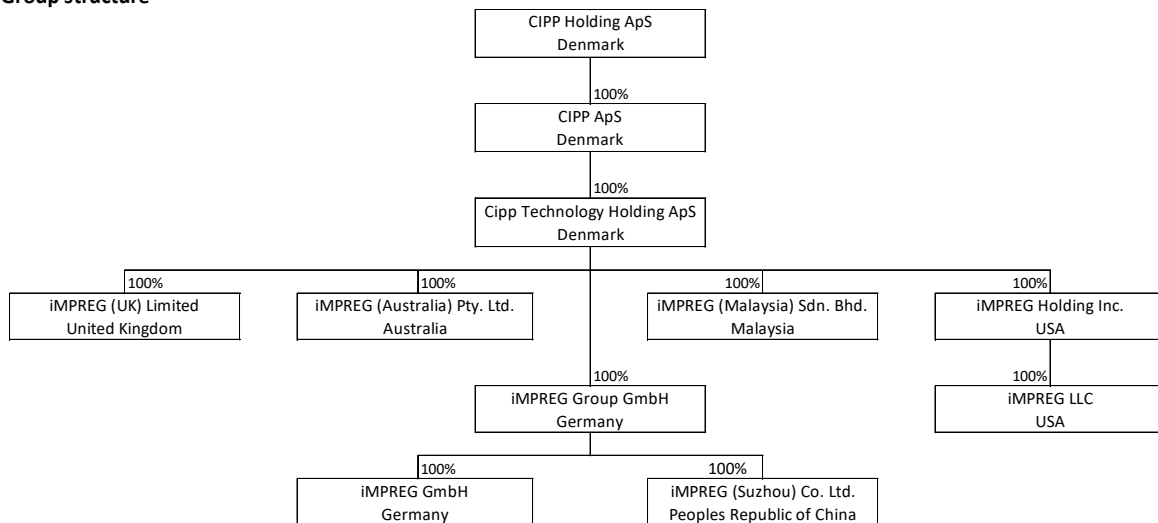 Group structure
CIPP Holding ApS
Denmark
100%
CIPP ApS
Denmark
100%
Cipp Technology Holding ApS
Denmark
100%
iMPREG (UK) Limited
United Kingdom
100%
iMPREG (Australia) Pty. Ltd.
Australia
100%
iMPREG (Malaysia) Sdn. Bhd.
Malaysia
100%
iMPREG Holding Inc.
USA
100%
iMPREG Group GmbH
Germany
100%
iMPREG LLC
USA
100%
iMPREG GmbH
Germany
100%
iMPREG (Suzhou) Co. Ltd.
Peoples Republic of China